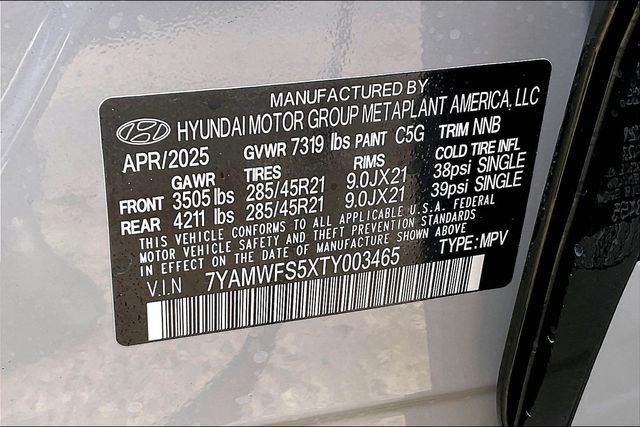 MANUFACTURED BY
HYUNDAI MOTOR GROUP METAPLANT AMERICA, LLC
APR/2025 GVWR 7319 lbs PAINT C5G TRIM NNB
GAWR TIRES RIMS COLD TIRE INFL
FRONT 3505 lbs 285/45R21 9.0JX21 38psi SINGLE
REAR 4211 lbs 285/45R21 9.0JX21 39psi SINGLE
THIS VEHICLE CONFORMS TO ALL APPLICABLE U.S.A. FEDERAL
MOTOR VEHICLE SAFETY AND THEFT PREVENTION STANDARDS
IN EFFECT ON THE DATE OF MANUFACTURE SHOWN ABOVE
V.I.N 7YAMWFS5XTY003465 TYPE: MPV